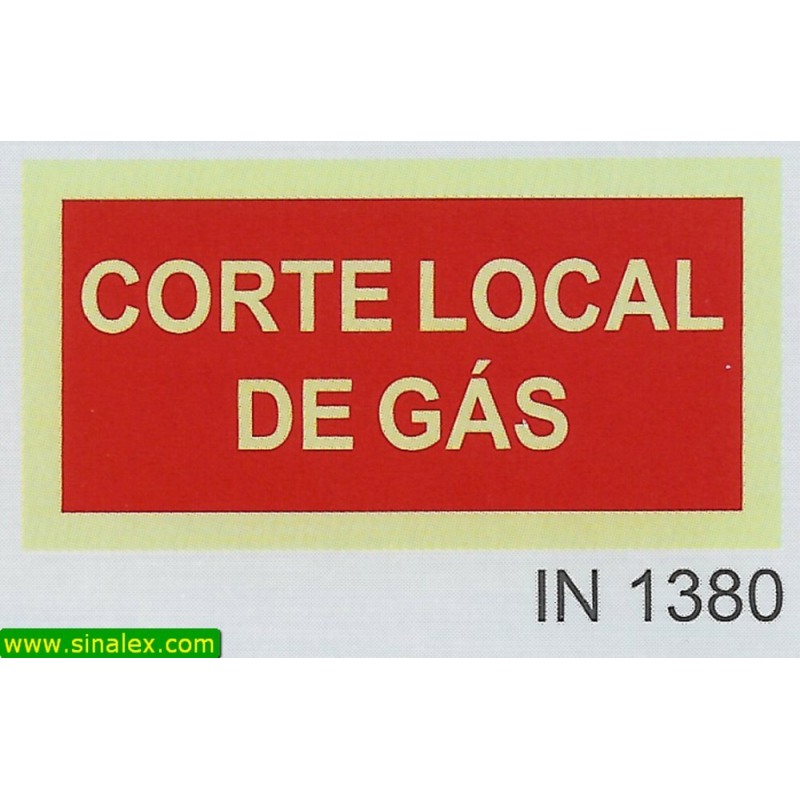 CORTE LOCAL
DE GÁS
IN 1380
www.sinalex.com